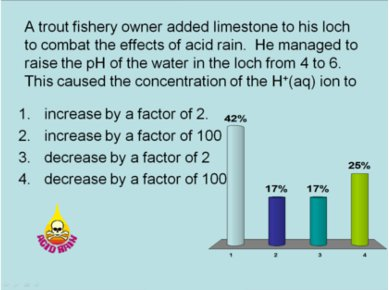 A trout fishery owner added limestone to his loch
to combat the effects of acid rain.  He managed to
raise the pH of the water in the loch from 4 to 6.
This caused the concentration of the H⁺(aq) ion to
1. increase by a factor of 2.
2. increase by a factor of 100
3. decrease by a factor of 2
4. decrease by a factor of 100
42%
17%
17%
25%
1 2 3 4
ACID RAIN